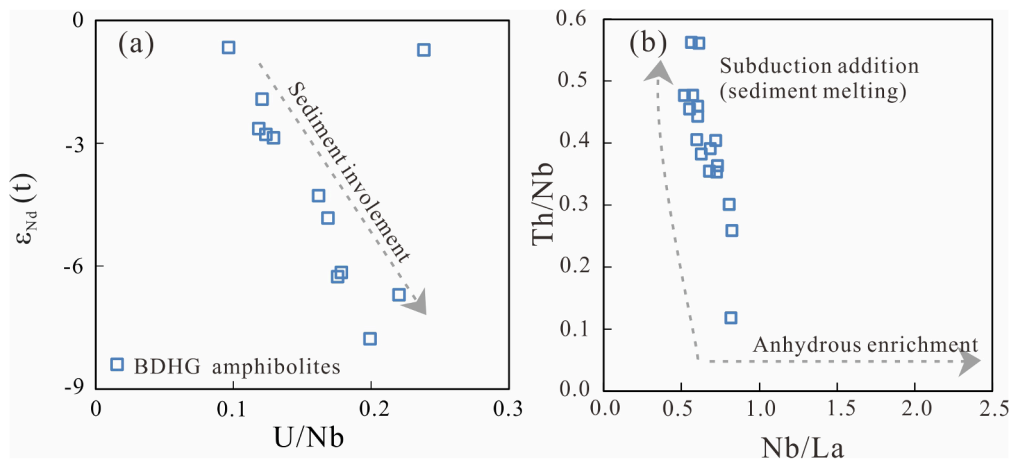 (a)
0
-3
-6
-9
εNd (t)
Sediment involement
BDHG amphibolites
0
0.1
0.2
0.3
U/Nb
(b)
0.6
0.5
0.4
0.3
0.2
0.1
0.0
Th/Nb
Subduction addition
(sediment melting)
Anhydrous enrichment
0.0
0.5
1.0
1.5
2.0
2.5
Nb/La